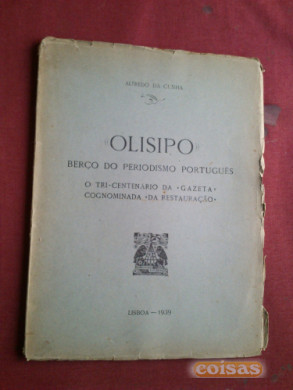 ALFREDO DA CUNHA
«OLISIPO»
BERÇO DO PERIODISMO PORTUGUÊS
O TRI-CENTENÁRIO DA «GAZETA»
COGNOMINADA «DA RESTAURAÇÃO»
LISBOA — 1939
coisas